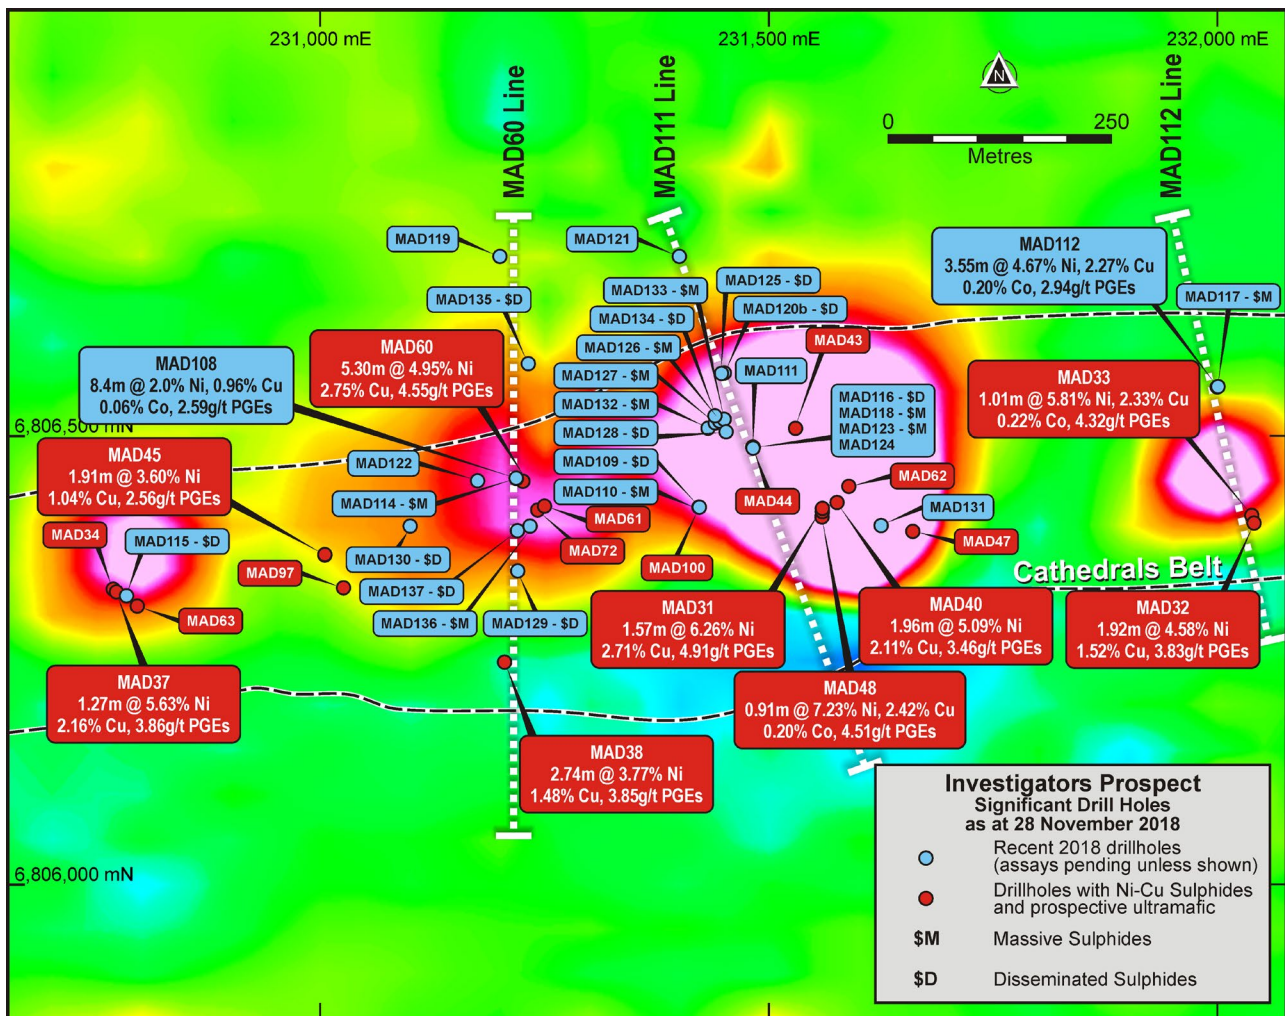 231,000 mE
231,500 mE
232,000 mE
MAD60 Line
MAD111 Line
MAD112 Line
N
0
250
Metres
MAD119
MAD121
MAD135 - $D
MAD133 - $M
MAD125 - $D
MAD134 - $D
MAD120b - $D
MAD126 - $M
MAD127 - $M
MAD132 - $M
MAD128 - $D
MAD109 - $D
MAD110 - $M
MAD111
MAD43
MAD116 - $D
MAD118 - $M
MAD123 - $M
MAD124
MAD112
3.55m @ 4.67% Ni, 2.27% Cu
0.20% Co, 2.94g/t PGEs
MAD117 - $M
MAD33
1.01m @ 5.81% Ni, 2.33% Cu
0.22% Co, 4.32g/t PGEs
MAD108
8.4m @ 2.0% Ni, 0.96% Cu
0.06% Co, 2.59g/t PGEs
MAD60
5.30m @ 4.95% Ni
2.75% Cu, 4.55g/t PGEs
6,806,500 mN
MAD45
1.91m @ 3.60% Ni
1.04% Cu, 2.56g/t PGEs
MAD122
MAD114 - $M
MAD130 - $D
MAD137 - $D
MAD136 - $M
MAD129 - $D
MAD61
MAD72
MAD100
MAD44
MAD62
MAD131
MAD47
MAD34
MAD115 - $D
MAD97
MAD63
Cathedrals Belt
MAD31
1.57m @ 6.26% Ni
2.71% Cu, 4.91g/t PGEs
MAD40
1.96m @ 5.09% Ni
2.11% Cu, 3.46g/t PGEs
MAD32
1.92m @ 4.58% Ni
1.52% Cu, 3.83g/t PGEs
MAD37
1.27m @ 5.63% Ni
2.16% Cu, 3.86g/t PGEs
MAD48
0.91m @ 7.23% Ni, 2.42% Cu
0.20% Co, 4.51g/t PGEs
MAD38
2.74m @ 3.77% Ni
1.48% Cu, 3.85g/t PGEs
6,806,000 mN
Investigators Prospect
Significant Drill Holes
as at 28 November 2018
Recent 2018 drillholes
(assays pending unless shown)
Drillholes with Ni-Cu Sulphides
and prospective ultramafic
$M Massive Sulphides
$D Disseminated Sulphides